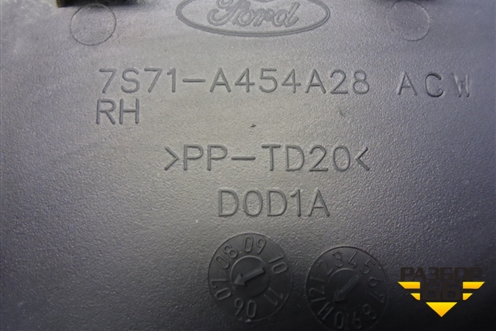 Ford
7S71-A454A28 ACW
RH
>PP-TD20<
D0D1A